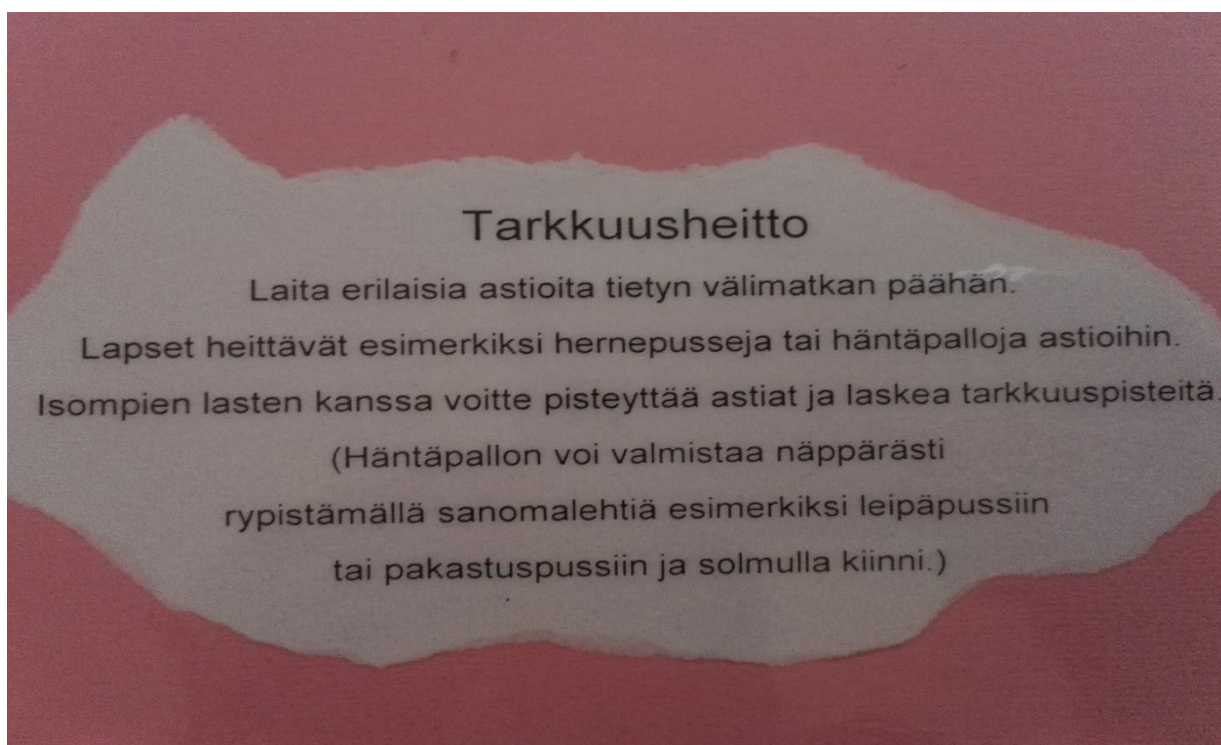 Tarkkuusheitto
Laita erilaisia astioita tietyn välimatkan päähän.
Lapset heittävät esimerkiksi hernepusseja tai häntäpalloja astioihin.
Isompien lasten kanssa voitte pisteyttää astiat ja laskea tarkkuuspisteitä.
(Häntäpallon voi valmistaa näppärästi
rypistämällä sanomalehtiä esimerkiksi leipäpussiin
tai pakastuspussiin ja solmulla kiinni.)